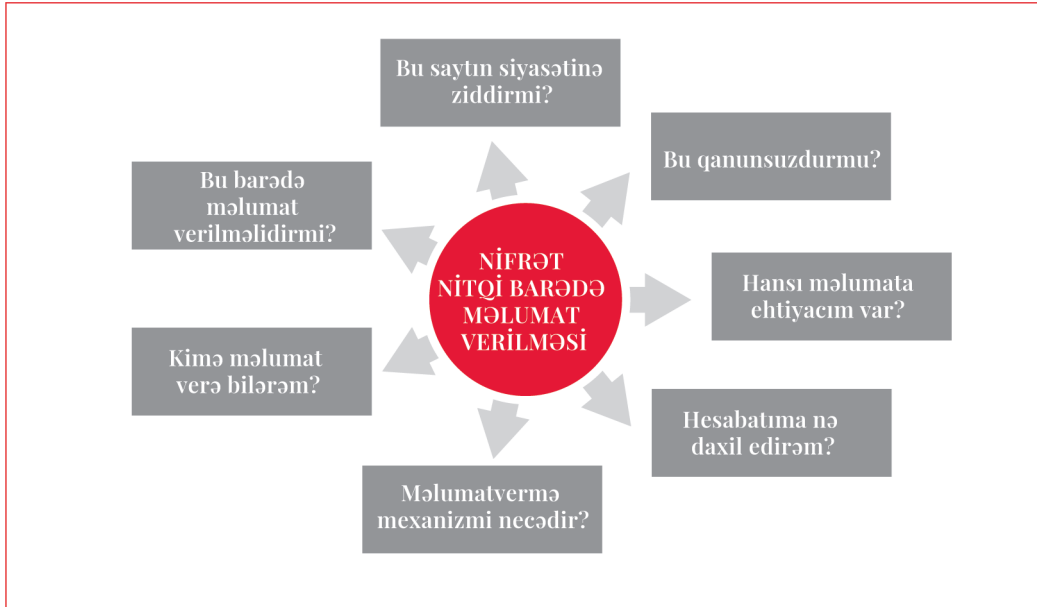 Bu saytın siyasətinə
ziddirmi?
Bu qanunsuzdurmu?
Bu barədə
məlumat
verilməlidirmi?
NİFRƏT
NİTQİ BARƏDƏ
MƏLUMAT
VERİLMƏSİ
Hansı məlumata
ehtiyacım var?
Kimə məlumat
verə bilərəm?
Hesabatıma nə
daxil edirəm?
Məlumatvermə
mexanizmi necədir?